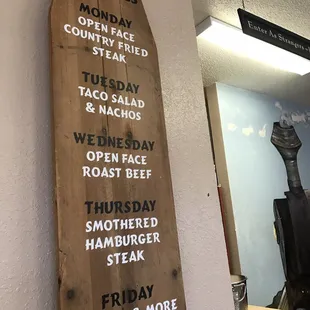 MONDAY
OPEN FACE
COUNTRY FRIED
STEAK
TUESDAY
TACO SALAD
& NACHOS
WEDNESDAY
OPEN FACE
ROAST BEEF
THURSDAY
SMOTHERED
HAMBURGER
STEAK
FRIDAY
& MORE
Enter As Strangers